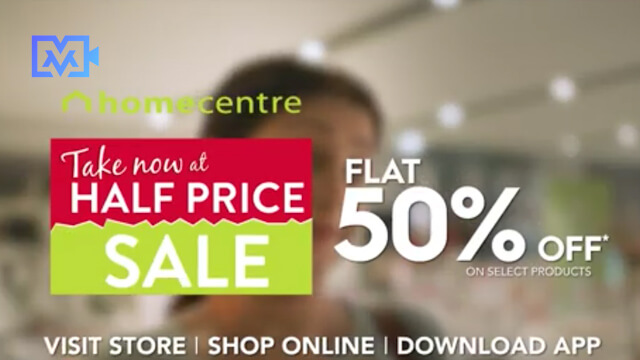 homecentre
Take now at
HALF PRICE
SALE
FLAT
50% OFF*
ON SELECT PRODUCTS
VISIT STORE | SHOP ONLINE | DOWNLOAD APP